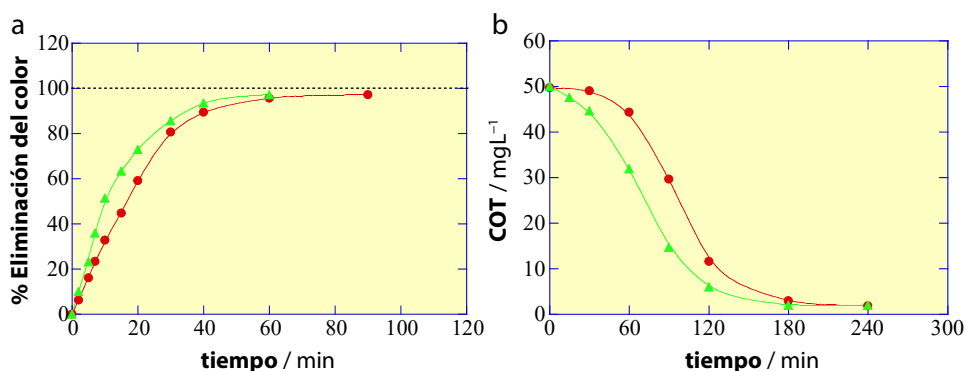 a
120
100
80
60
40
20
0
% Eliminación del color
0 20 40 60 80 100 120
tiempo / min
b
60
50
40
30
20
10
0
COT / mgL⁻¹
0 60 120 180 240 300
tiempo / min